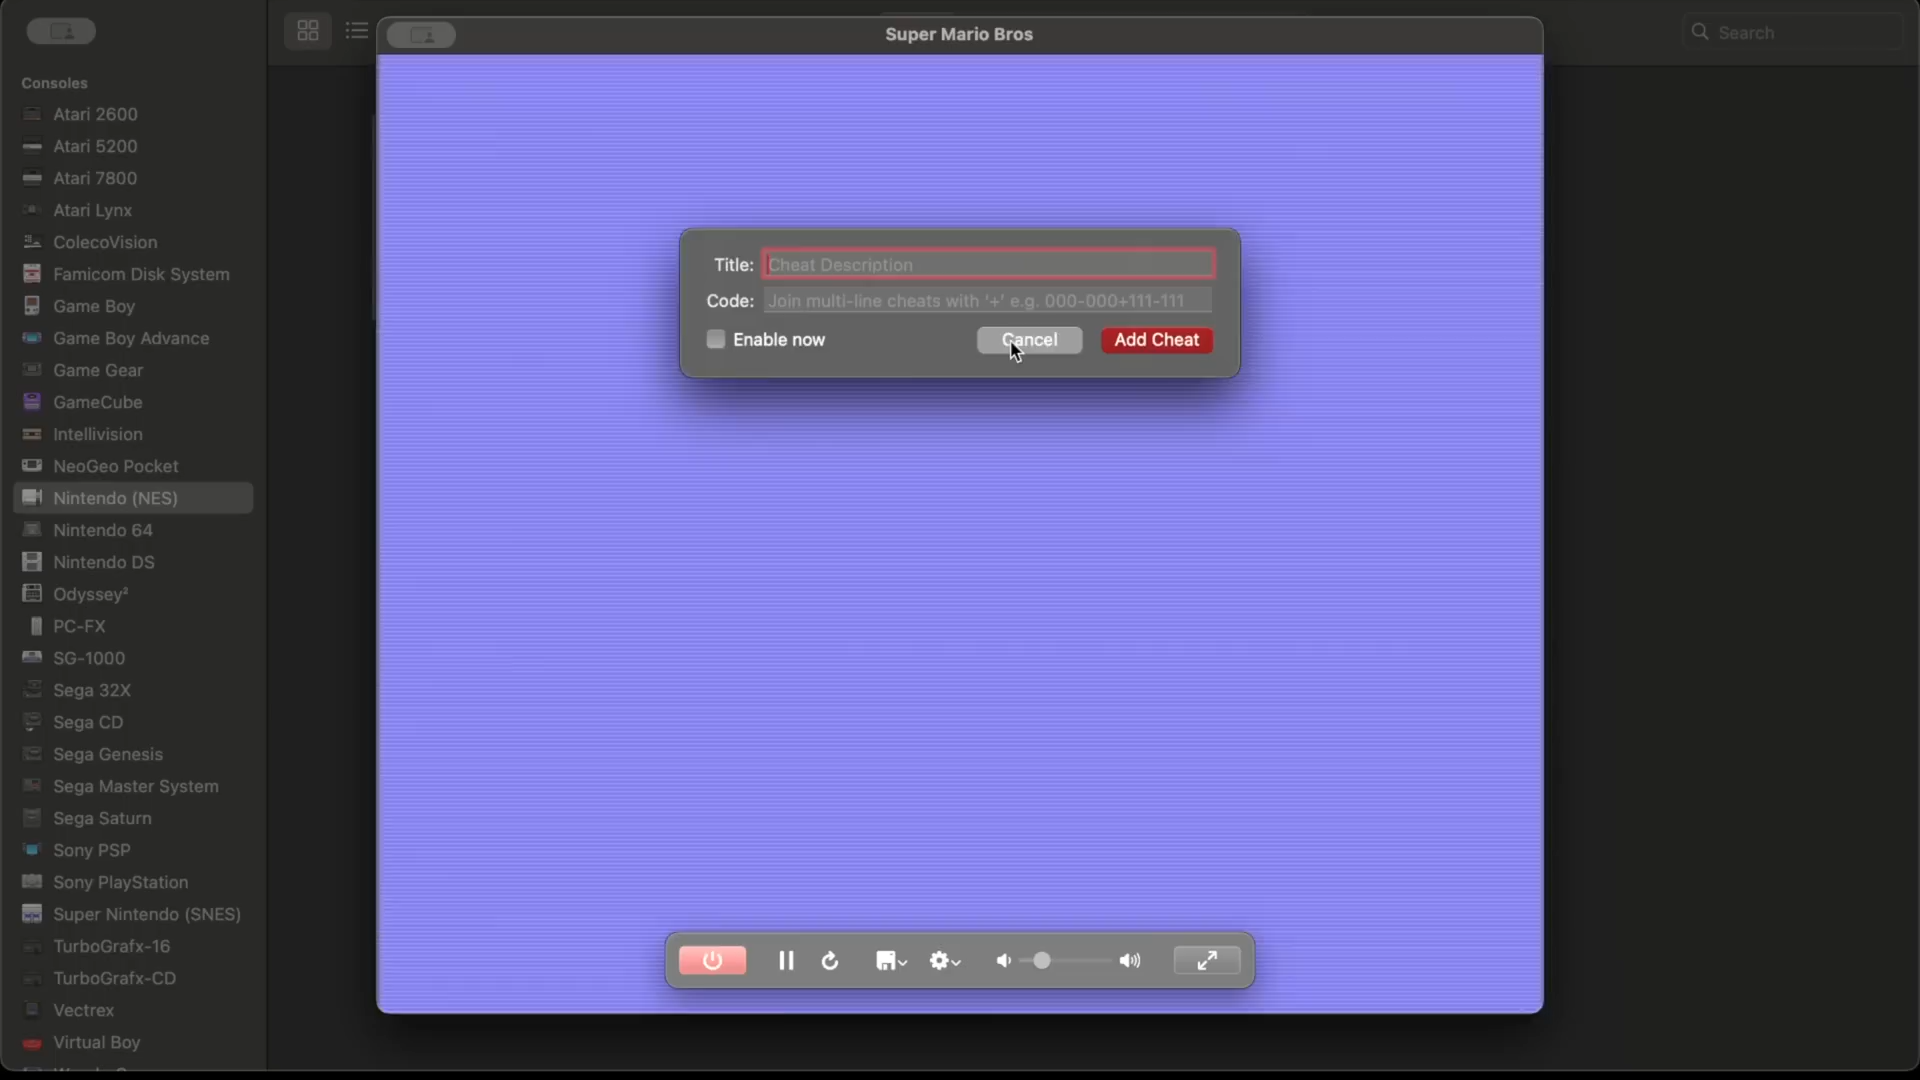 Super Mario Bros
Search
Consoles
Atari 2600
Atari 5200
Atari 7800
Atari Lynx
ColecoVision
Famicom Disk System
Game Boy
Game Boy Advance
Game Gear
GameCube
Intellivision
NeoGeo Pocket
Nintendo (NES)
Nintendo 64
Nintendo DS
Odyssey²
PC-FX
SG-1000
Sega 32X
Sega CD
Sega Genesis
Sega Master System
Sega Saturn
Sony PSP
Sony PlayStation
Super Nintendo (SNES)
TurboGrafx-16
TurboGrafx-CD
Vectrex
Virtual Boy
Title: Cheat Description
Code: Join multi-line cheats with '+' e.g. 000-000+111-111
Enable now Cancel Add Cheat